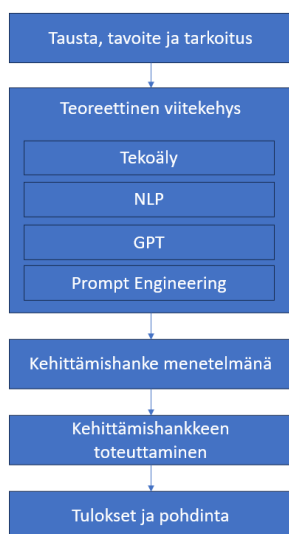 Tausta, tavoite ja tarkoitus
Teoreettinen viitekehys
Tekoäly
NLP
GPT
Prompt Engineering
Kehittämishanke menetelmänä
Kehittämishankkeen
toteuttaminen
Tulokset ja pohdinta